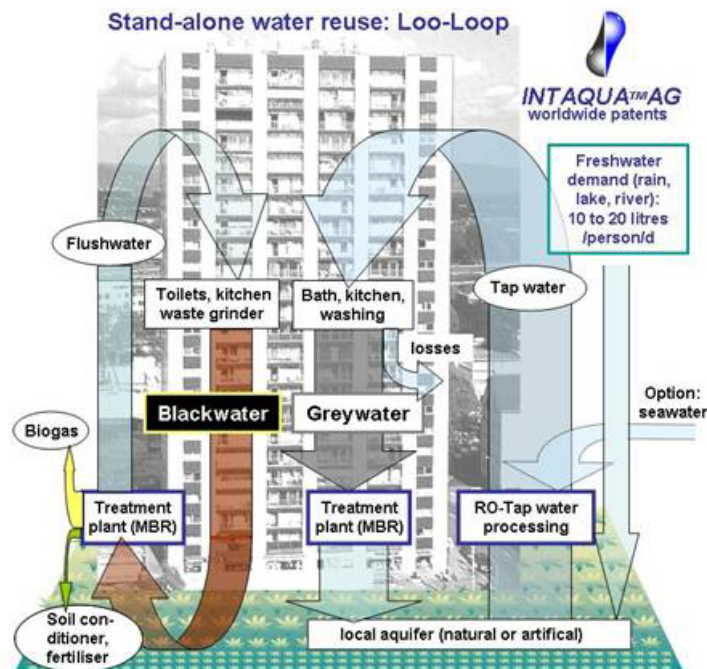 Stand-alone water reuse: Loo-Loop
INTAQUA™AG
worldwide patents
Freshwater
demand (rain,
lake, river):
10 to 20 litres
/person/d
Flushwater
Toilets, kitchen
waste grinder
Bath, kitchen,
washing
Tap water
losses
Option:
seawater
Blackwater
Greywater
Biogas
Treatment
plant (MBR)
Treatment
plant (MBR)
RO-Tap water
processing
Soil con-
ditioner,
fertiliser
local aquifer (natural or artifical)